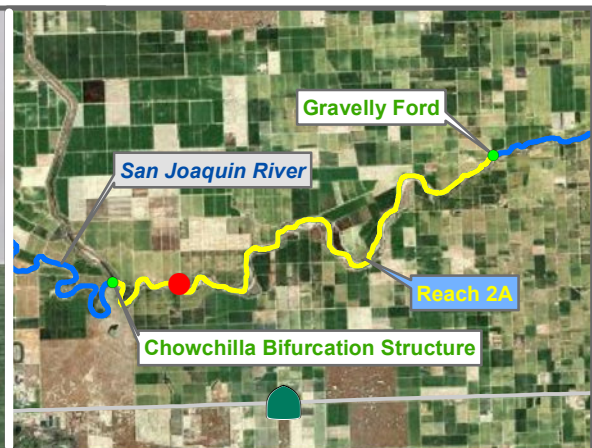 Gravelly Ford
San Joaquin River
Reach 2A
Chowchilla Bifurcation Structure